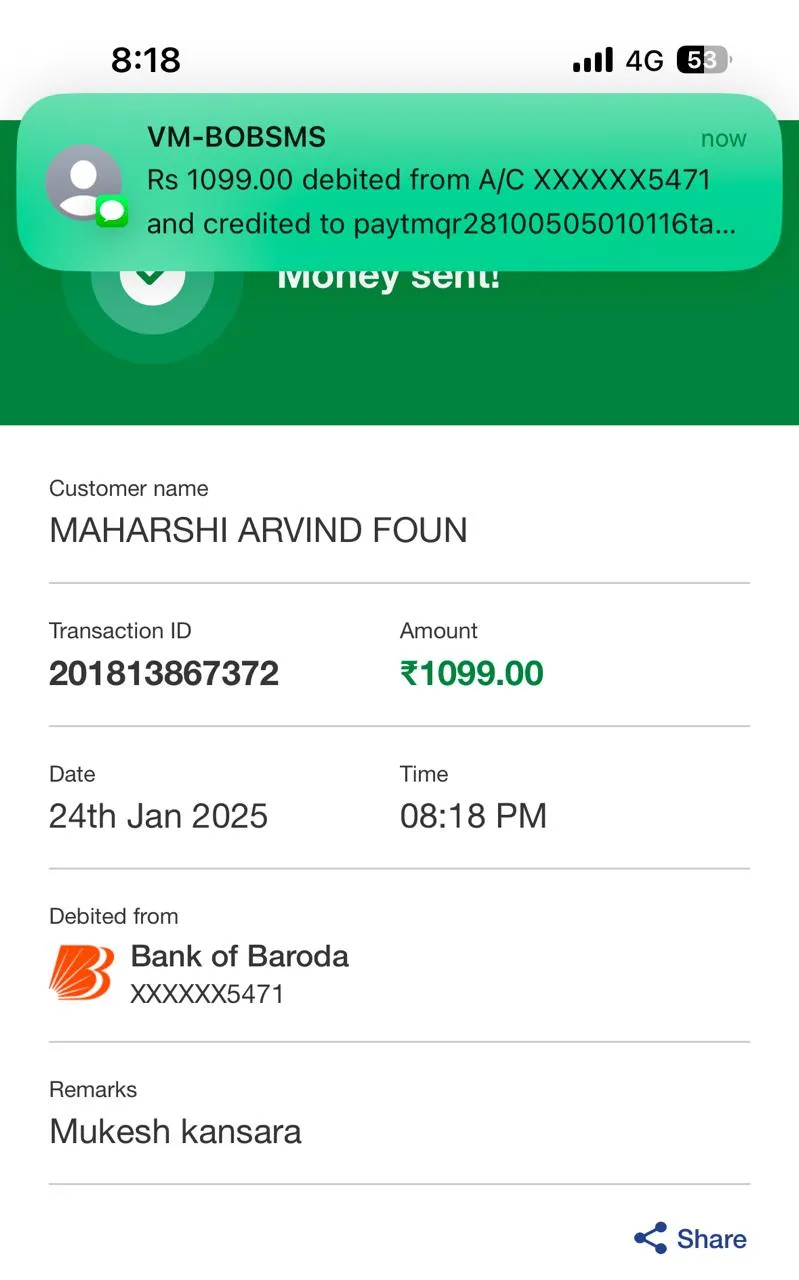 8:18
4G 53
VM-BOBSMS
now
Rs 1099.00 debited from A/C XXXXXX5471
and credited to paytmqr28100505010116ta...
Money sent!
Customer name
MAHARSHI ARVIND FOUN
Transaction ID
Amount
201813867372
₹1099.00
Date
Time
24th Jan 2025
08:18 PM
Debited from
Bank of Baroda
XXXXXX5471
Remarks
Mukesh kansara
Share